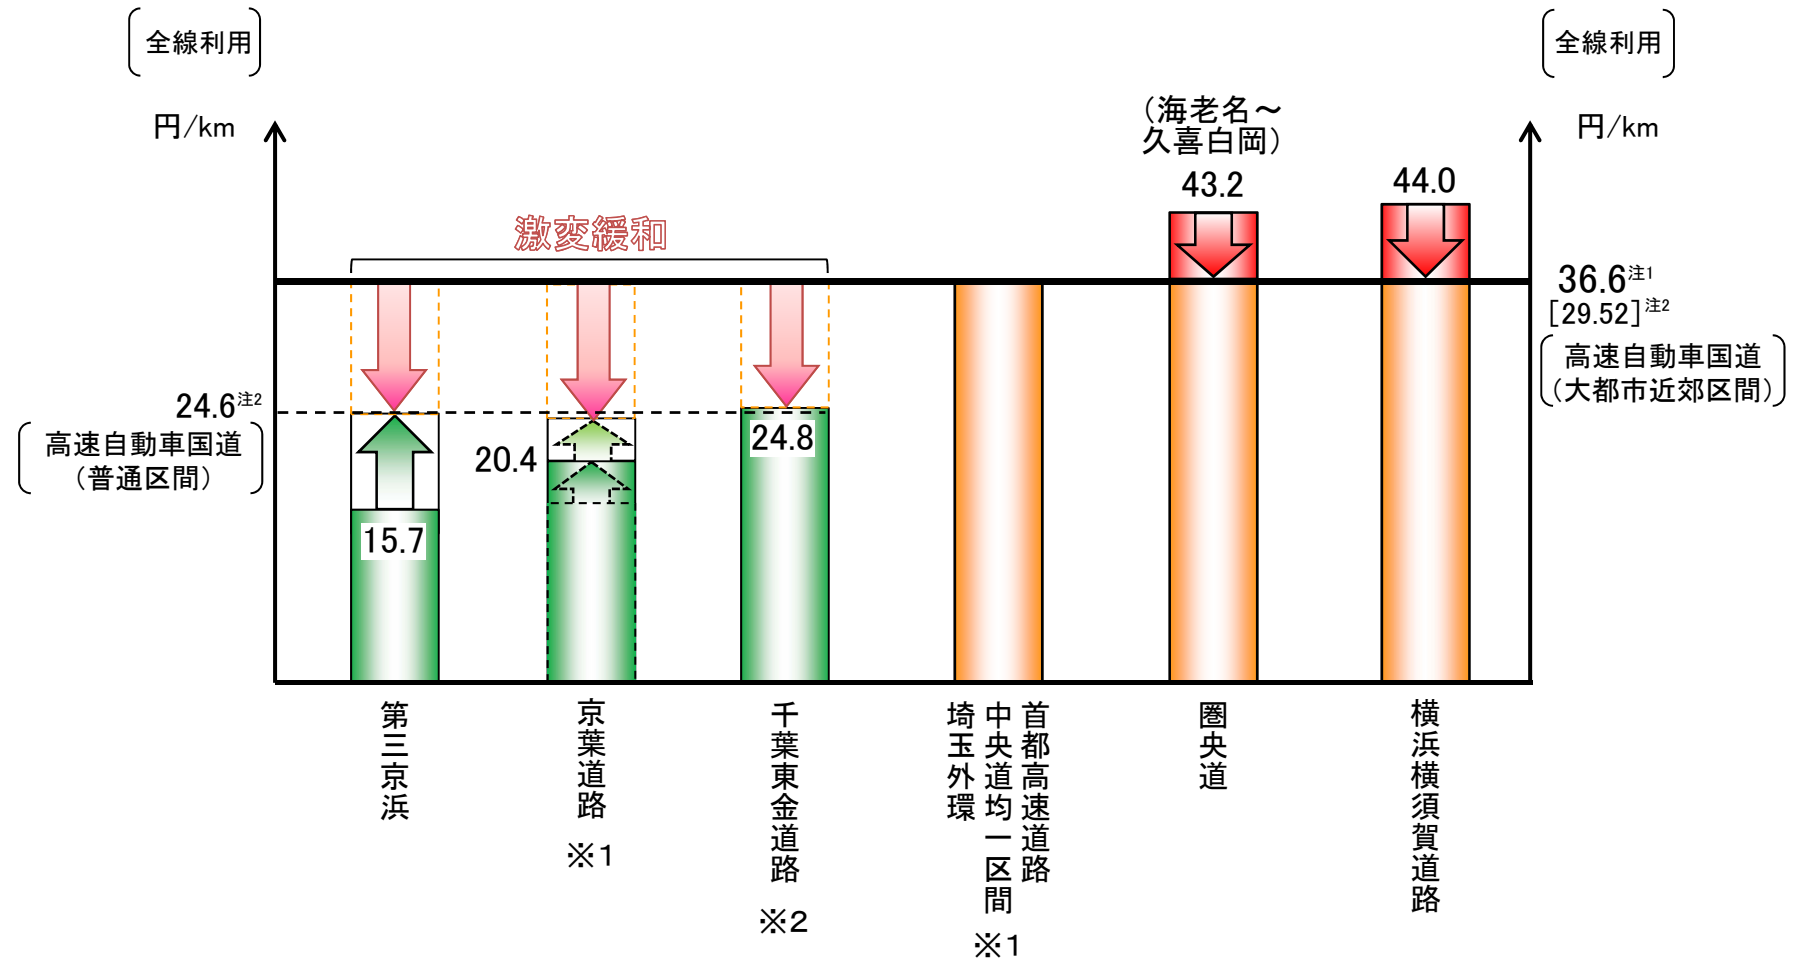 全線利用
全線利用
円/km
円/km
(海老名～
久喜白岡)
43.2
44.0
激変緩和
36.6注1
[29.52]注2
高速自動車国道
(大都市近郊区間)
24.6注2
高速自動車国道
(普通区間)
20.4
24.8
15.7
第三京浜
京葉道路
※1
千葉東金道路
※2
首都高速道路
中央道均一区間
埼玉外環
※1
圏央道
横浜横須賀道路